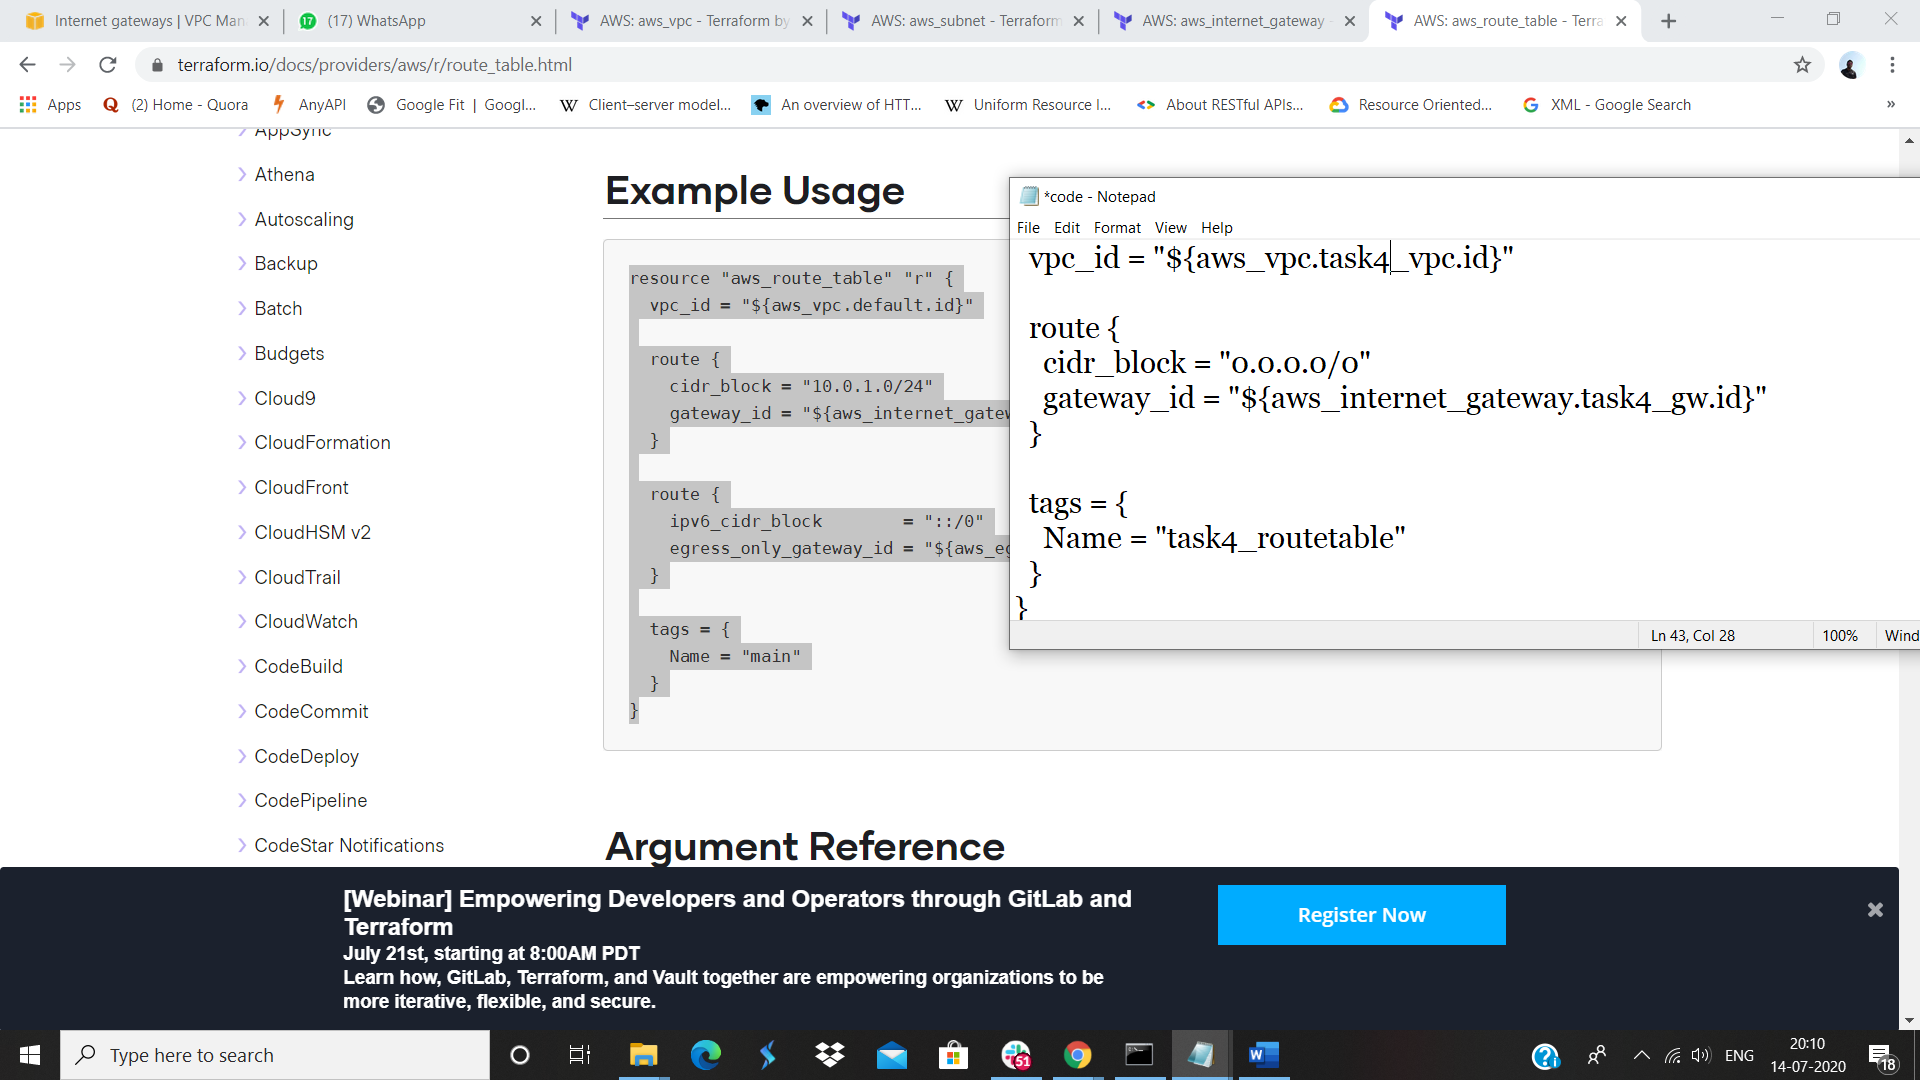 Internet gateways | VPC Man
(17) WhatsApp
AWS: aws_vpc - Terraform by
AWS: aws_subnet - Terraform
AWS: aws_internet_gateway
AWS: aws_route_table - Terra
terraform.io/docs/providers/aws/r/route_table.html
Apps
(2) Home - Quora
AnyAPI
Google Fit | Googl...
Client–server model...
An overview of HTT...
Uniform Resource I...
About RESTful APIs...
Resource Oriented...
XML - Google Search
»
AppSync
Athena
Autoscaling
Backup
Batch
Budgets
Cloud9
CloudFormation
CloudFront
CloudHSM v2
CloudTrail
CloudWatch
CodeBuild
CodeCommit
CodeDeploy
CodePipeline
CodeStar Notifications
Example Usage
resource "aws_route_table" "r" {
vpc_id = "${aws_vpc.default.id}"
route {
cidr_block = "10.0.1.0/24"
gateway_id = "${aws_internet_gatew
}
route {
ipv6_cidr_block        = "::/0"
egress_only_gateway_id = "${aws_eg
}
tags = {
Name = "main"
}
}
Argument Reference
*code - Notepad
File Edit Format View Help
vpc_id = "${aws_vpc.task4_vpc.id}"
route {
cidr_block = "0.0.0.0/0"
gateway_id = "${aws_internet_gateway.task4_gw.id}"
}
tags = {
Name = "task4_routetable"
}
}
Ln 43, Col 28
100%
Wind
[Webinar] Empowering Developers and Operators through GitLab and
Terraform
July 21st, starting at 8:00AM PDT
Learn how, GitLab, Terraform, and Vault together are empowering organizations to be
more iterative, flexible, and secure.
Register Now
Type here to search
51
ENG
20:10
14-07-2020
18